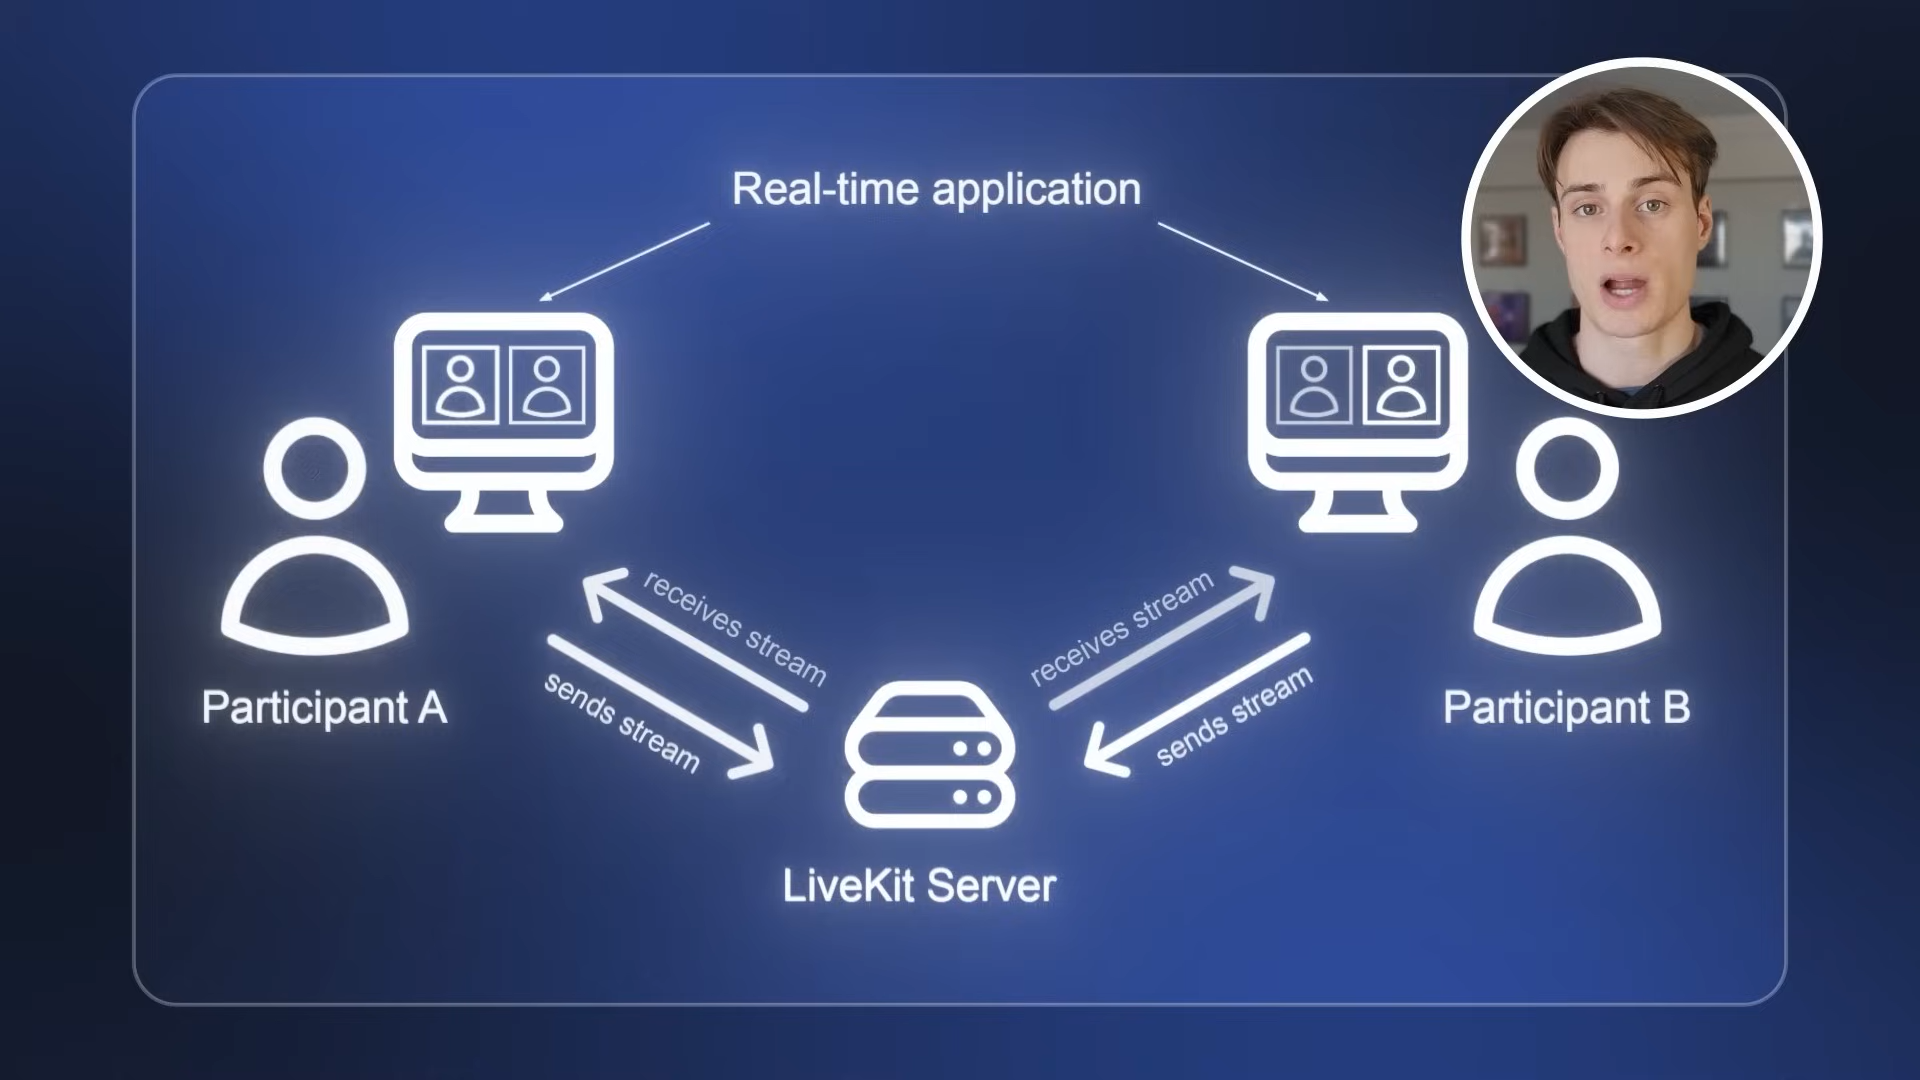 Real-time application
receives stream
receives stream
sends stream
sends stream
Participant A
Participant B
LiveKit Server